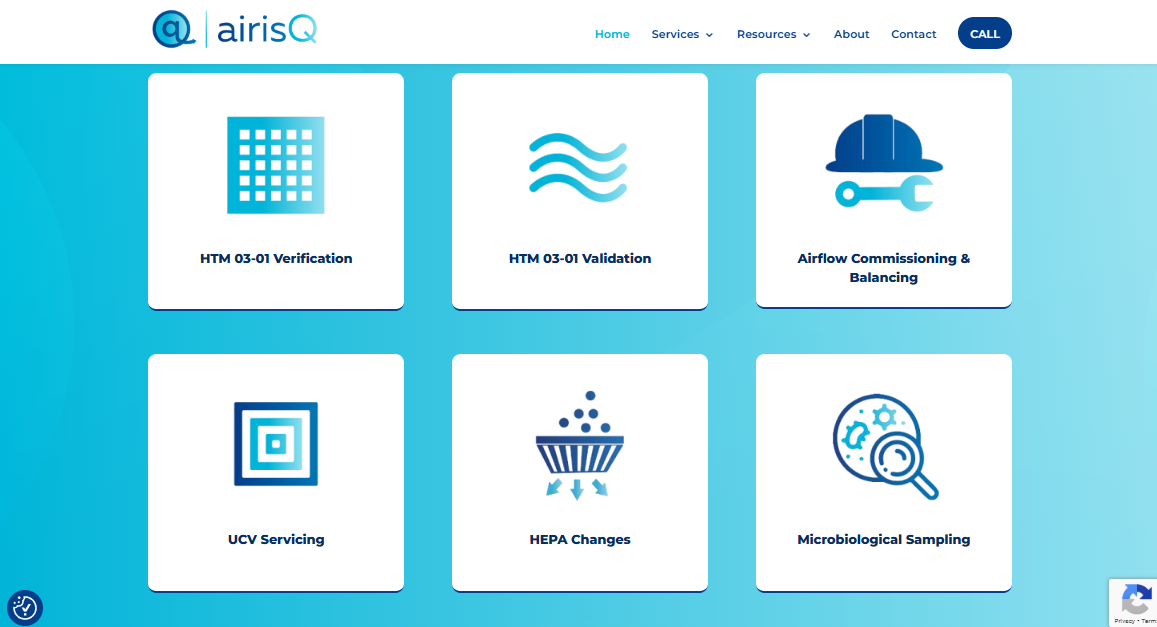 airisQ
Home Services Resources About Contact CALL
HTM 03-01 Verification
HTM 03-01 Validation
Airflow Commissioning &
Balancing
UCV Servicing
HEPA Changes
Microbiological Sampling
Privacy - Term